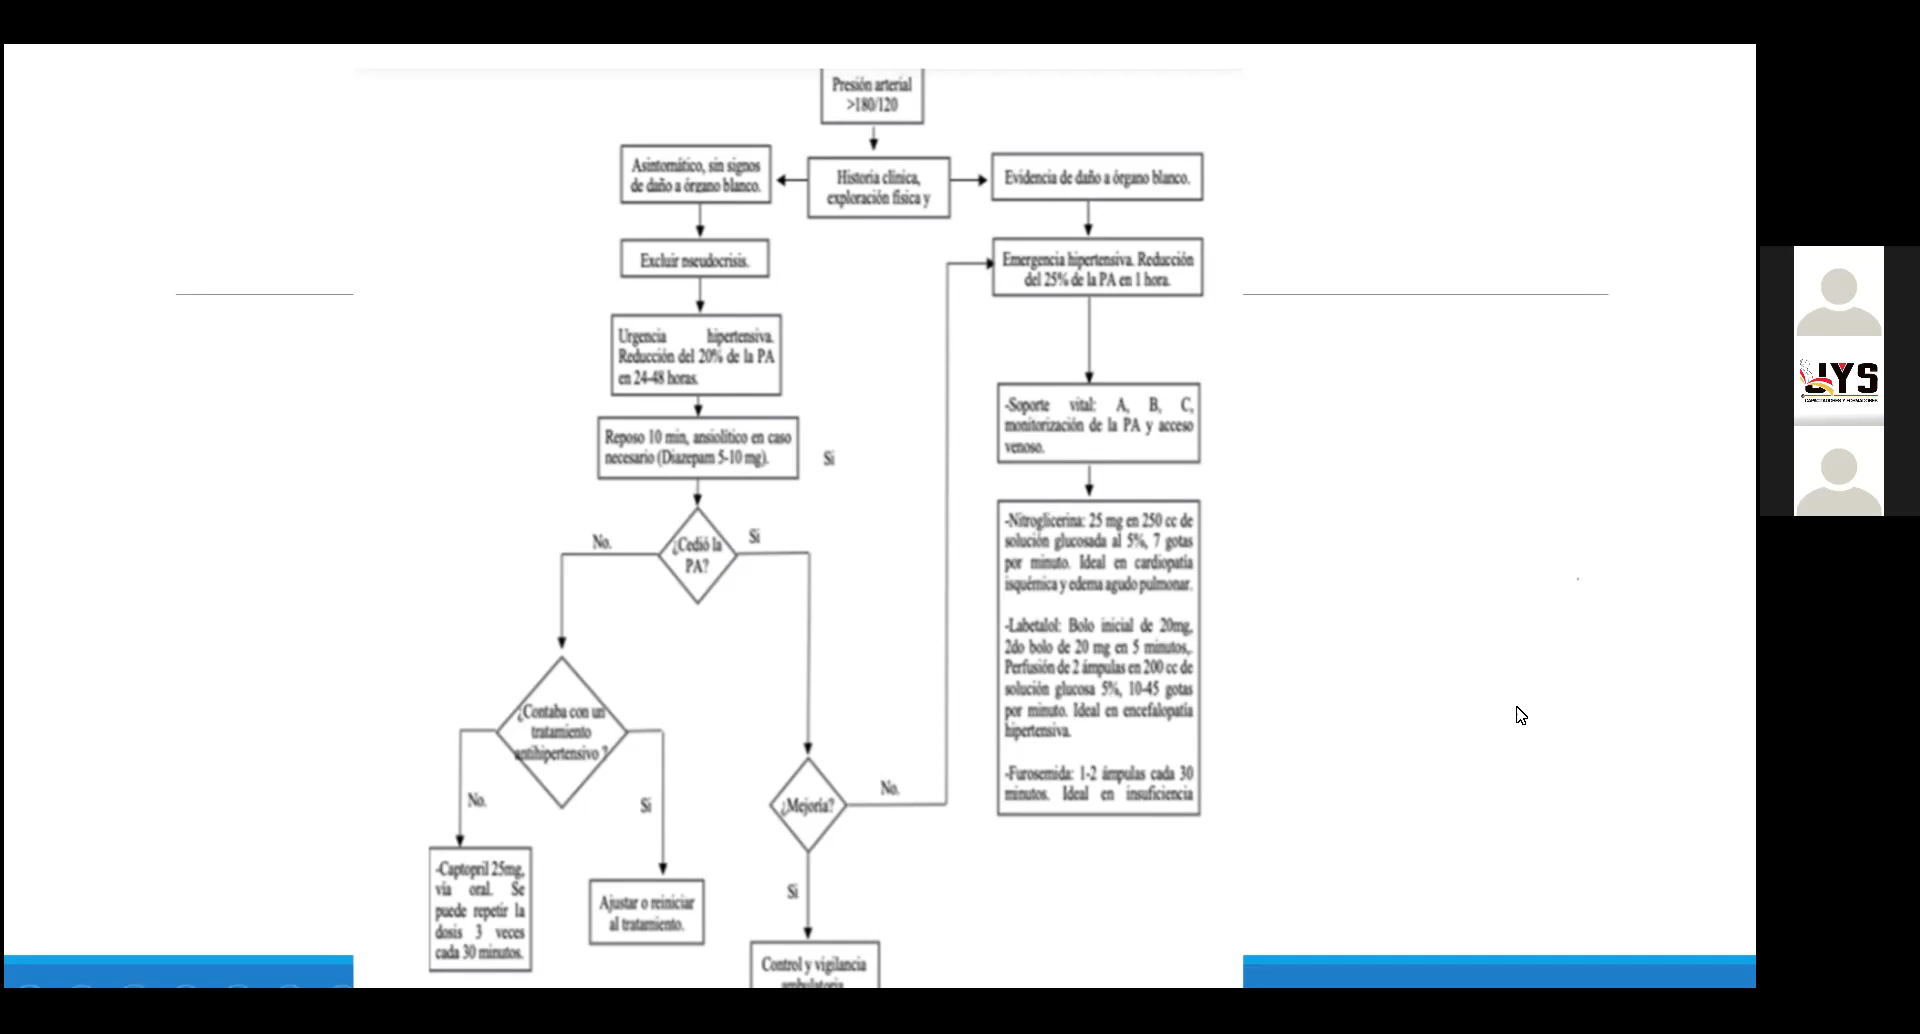 Presión arterial
>180/120
Asintomático, sin signos
de daño a órgano blanco.
Historia clínica,
exploración física y
Evidencia de daño a órgano blanco.
Excluir pseudocrisis.
Emergencia hipertensiva. Reducción
del 25% de la PA en 1 hora.
Urgencia hipertensiva.
Reducción del 20% de la PA
en 24-48 horas.
Reposo 10 min, ansiolítico en caso
necesario (Diazepam 5-10 mg).
Si
-Soporte vital: A, B, C,
monitorización de la PA y acceso
venoso.
No.
¿Cedió la
PA?
Si
-Nitroglicerina: 25 mg en 250 cc de
solución glucosada al 5%, 7 gotas
por minuto. Ideal en cardiopatía
isquémica y edema agudo pulmonar.
-Labetalol: Bolo inicial de 20mg,
2do bolo de 20 mg en 5 minutos,.
Perfusión de 2 ámpulas en 200 cc de
solución glucosa 5%, 10-45 gotas
por minuto. Ideal en encefalopatía
hipertensiva.
-Furosemida: 1-2 ámpulas cada 30
minutos. Ideal en insuficiencia
¿Contaba con un
tratamiento
antihipertensivo ?
No.
Si
¿Mejoría?
No.
Si
-Captopril 25mg,
vía oral. Se
puede repetir la
dosis 3 veces
cada 30 minutos.
Ajustar o reiniciar
al tratamiento.
Control y vigilancia
ambulatoria
JYS
CAPACITADORES Y FORMADORES